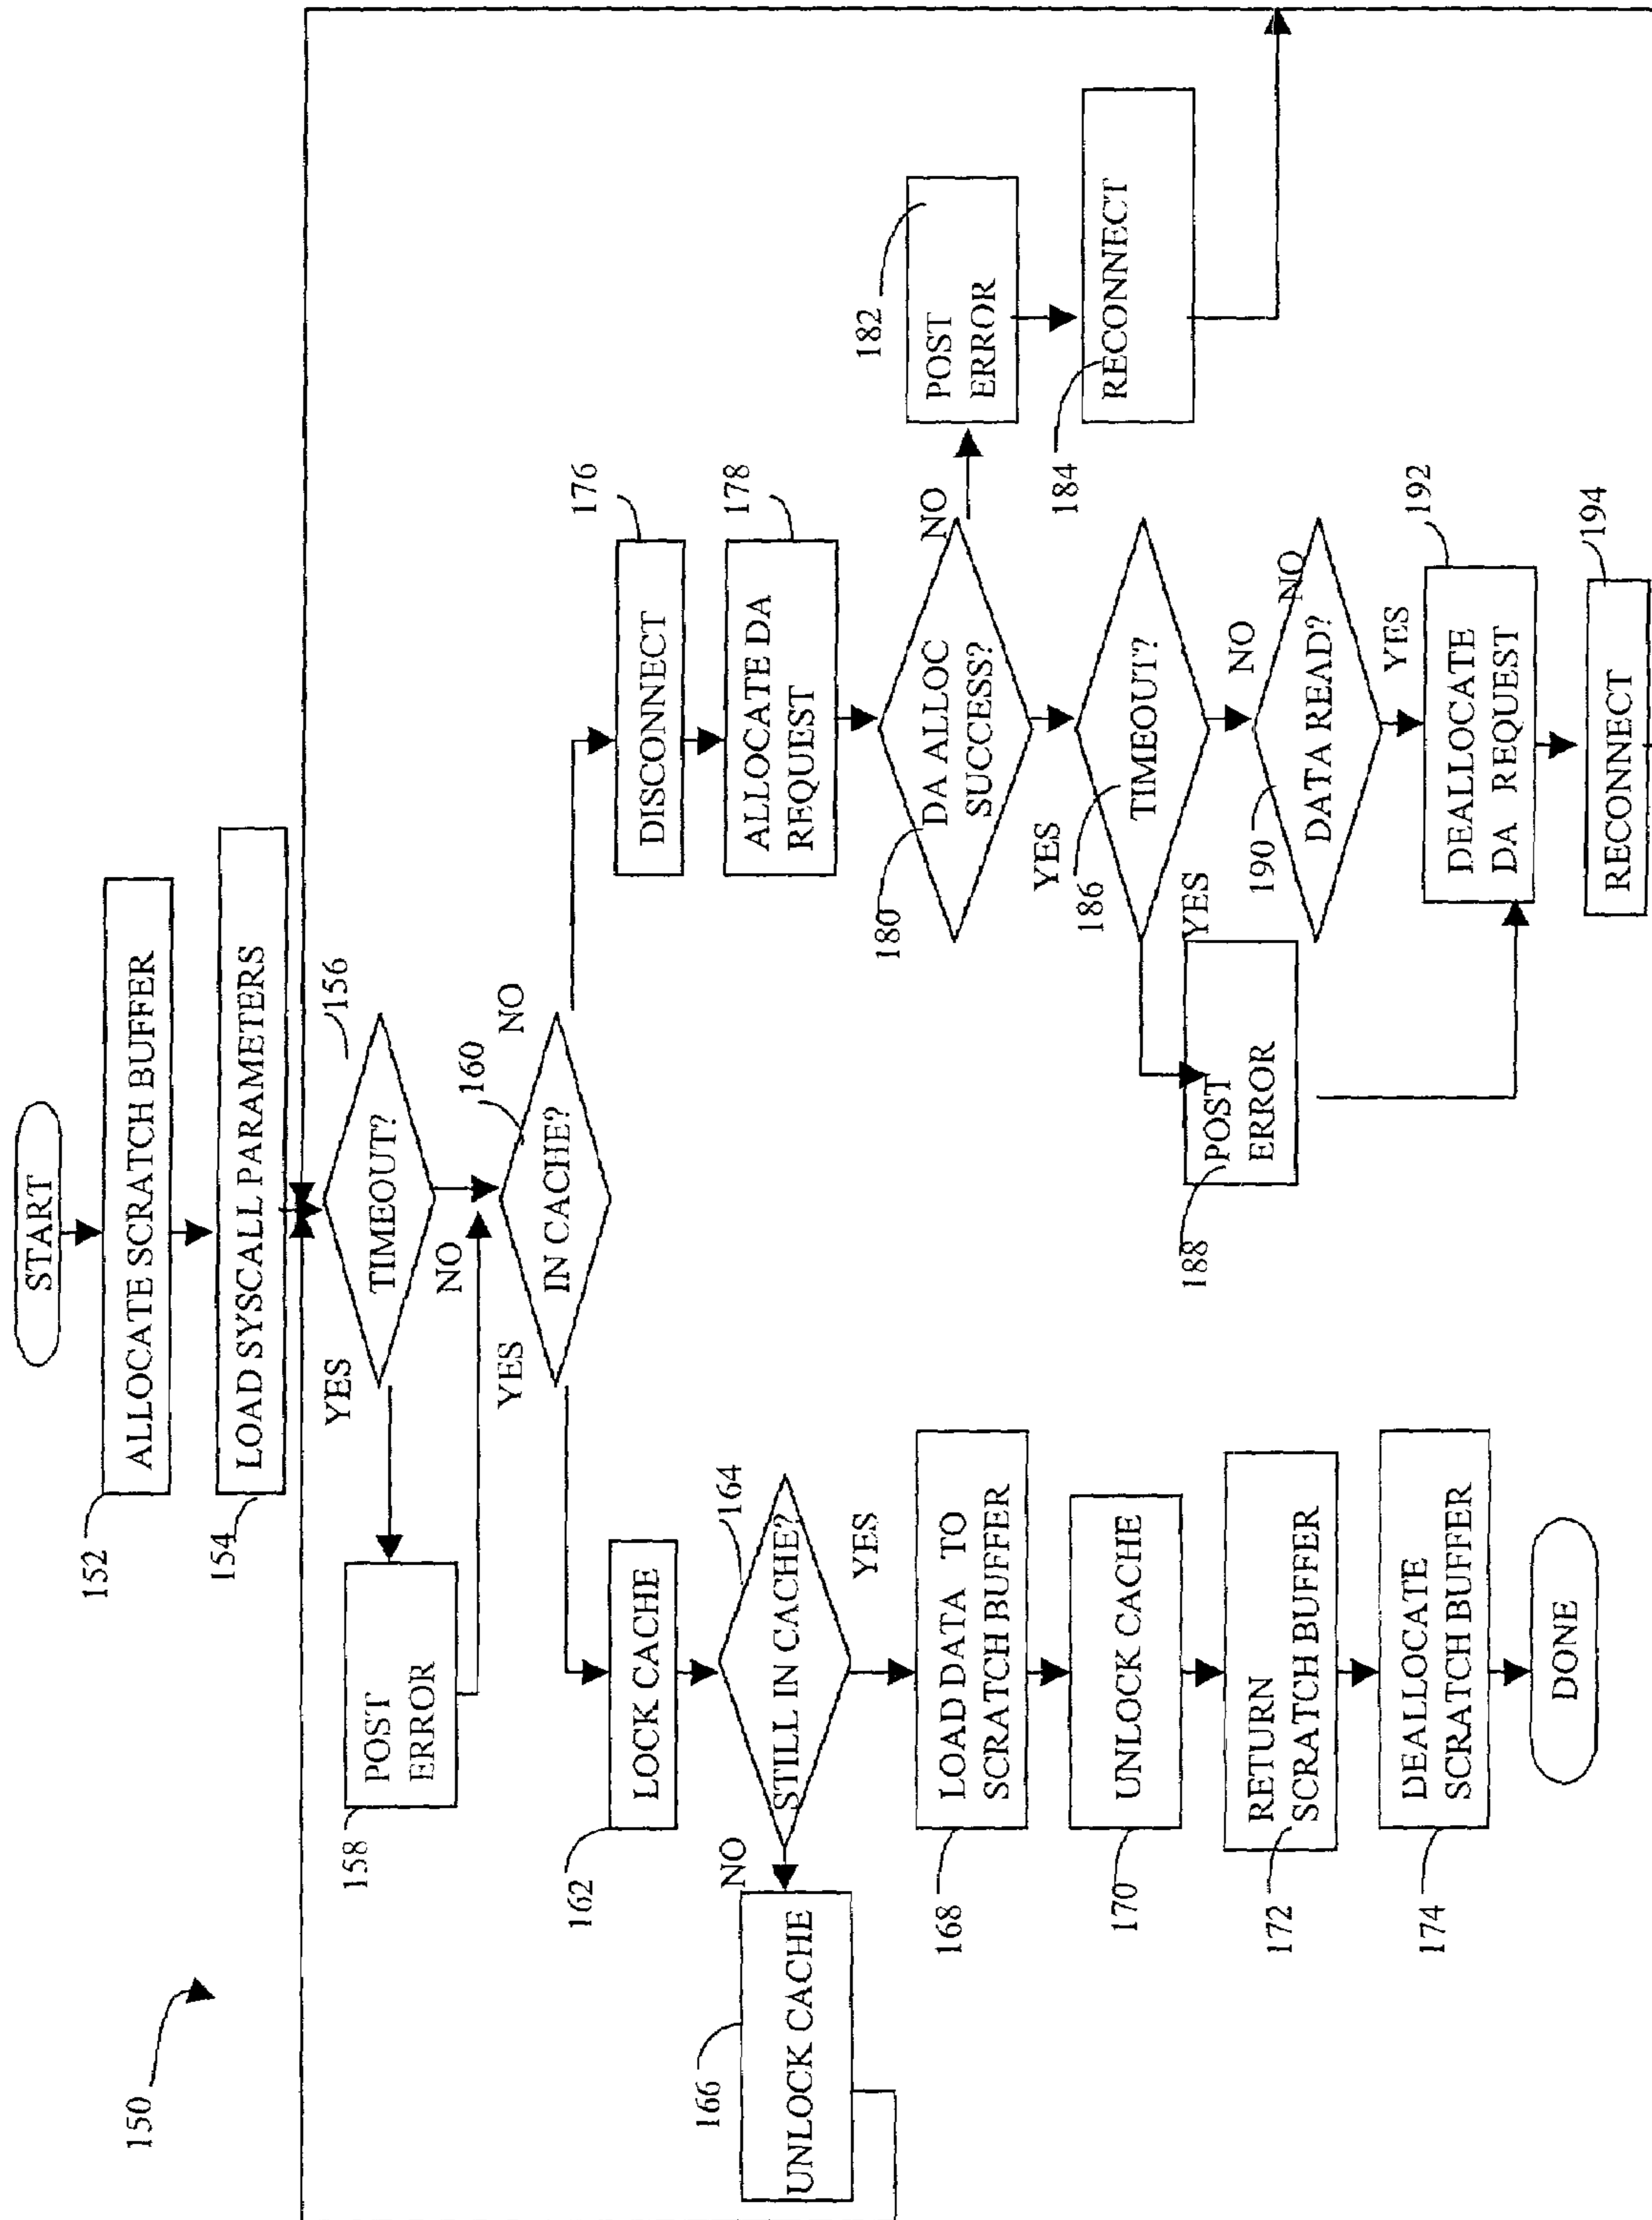 150
START
152
ALLOCATE SCRATCH BUFFER
154
LOAD SYSCALL PARAMETERS
156
TIMEOUT?
YES
NO
158
POST
ERROR
160
IN CACHE?
YES
NO
162
LOCK CACHE
164
STILL IN CACHE?
NO
YES
166
UNLOCK CACHE
168
LOAD DATA TO
SCRATCH BUFFER
170
UNLOCK CACHE
172
RETURN
SCRATCH BUFFER
174
DEALLOCATE
SCRATCH BUFFER
DONE
176
DISCONNECT
178
ALLOCATE DA
REQUEST
180
DA ALLOC
SUCCESS?
NO
YES
182
POST
ERROR
184
RECONNECT
186
TIMEOUT?
YES
NO
188
POST
ERROR
190
DATA READ?
NO
YES
192
DEALLOCATE
DA REQUEST
194
RECONNECT